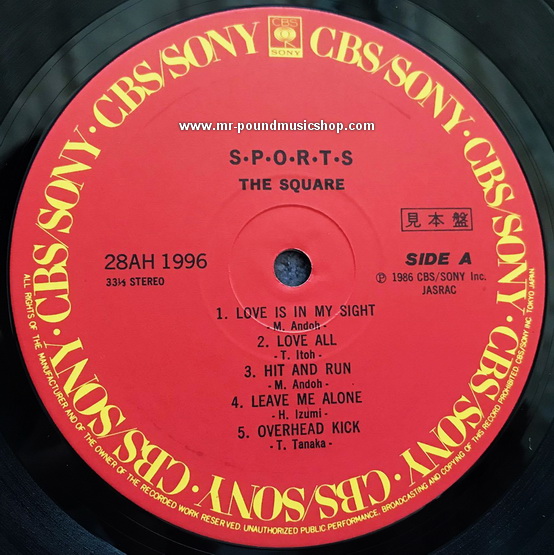 CBS/SONY · CBS/SONY · CBS/SONY · CBS/SONY · CBS/SONY · CBS/SONY · CBS/SONY · CBS/SONY
CBS
SONY
www.mr-poundmusicshop.com
S·P·O·R·T·S
THE SQUARE
見本盤
28AH 1996
33⅓ STEREO
SIDE A
Ⓟ 1986 CBS/SONY Inc.
JASRAC
1. LOVE IS IN MY SIGHT
- M. Andoh -
2. LOVE ALL
- T. Itoh -
3. HIT AND RUN
- M. Andoh -
4. LEAVE ME ALONE
- H. Izumi -
5. OVERHEAD KICK
- T. Tanaka -
ALL RIGHTS OF THE MANUFACTURER AND OF THE OWNER OF THE RECORDED WORK RESERVED. UNAUTHORIZED PUBLIC PERFORMANCE, BROADCASTING AND COPYING OF THIS RECORD PROHIBITED. CBS/SONY INC. TOKYO JAPAN.